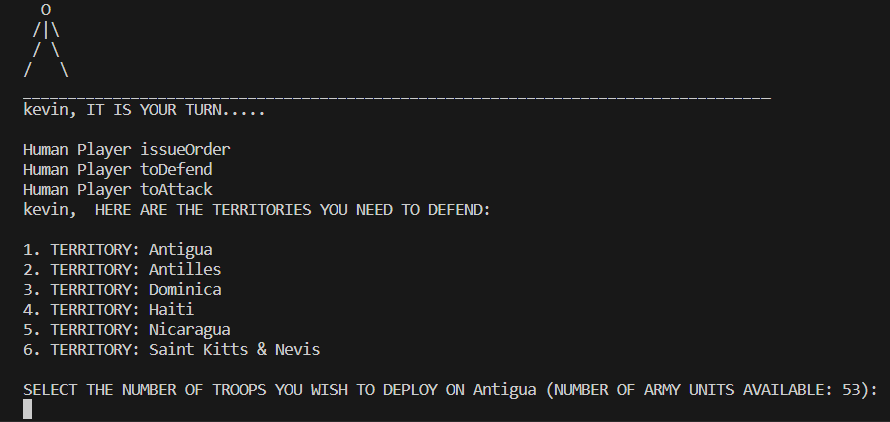 O
 /|\
 / \
/   \
___________________________________________________________________________________
kevin, IT IS YOUR TURN.....
Human Player issueOrder
Human Player toDefend
Human Player toAttack
kevin,  HERE ARE THE TERRITORIES YOU NEED TO DEFEND:
1. TERRITORY: Antigua
2. TERRITORY: Antilles
3. TERRITORY: Dominica
4. TERRITORY: Haiti
5. TERRITORY: Nicaragua
6. TERRITORY: Saint Kitts & Nevis
SELECT THE NUMBER OF TROOPS YOU WISH TO DEPLOY ON Antigua (NUMBER OF ARMY UNITS AVAILABLE: 53):